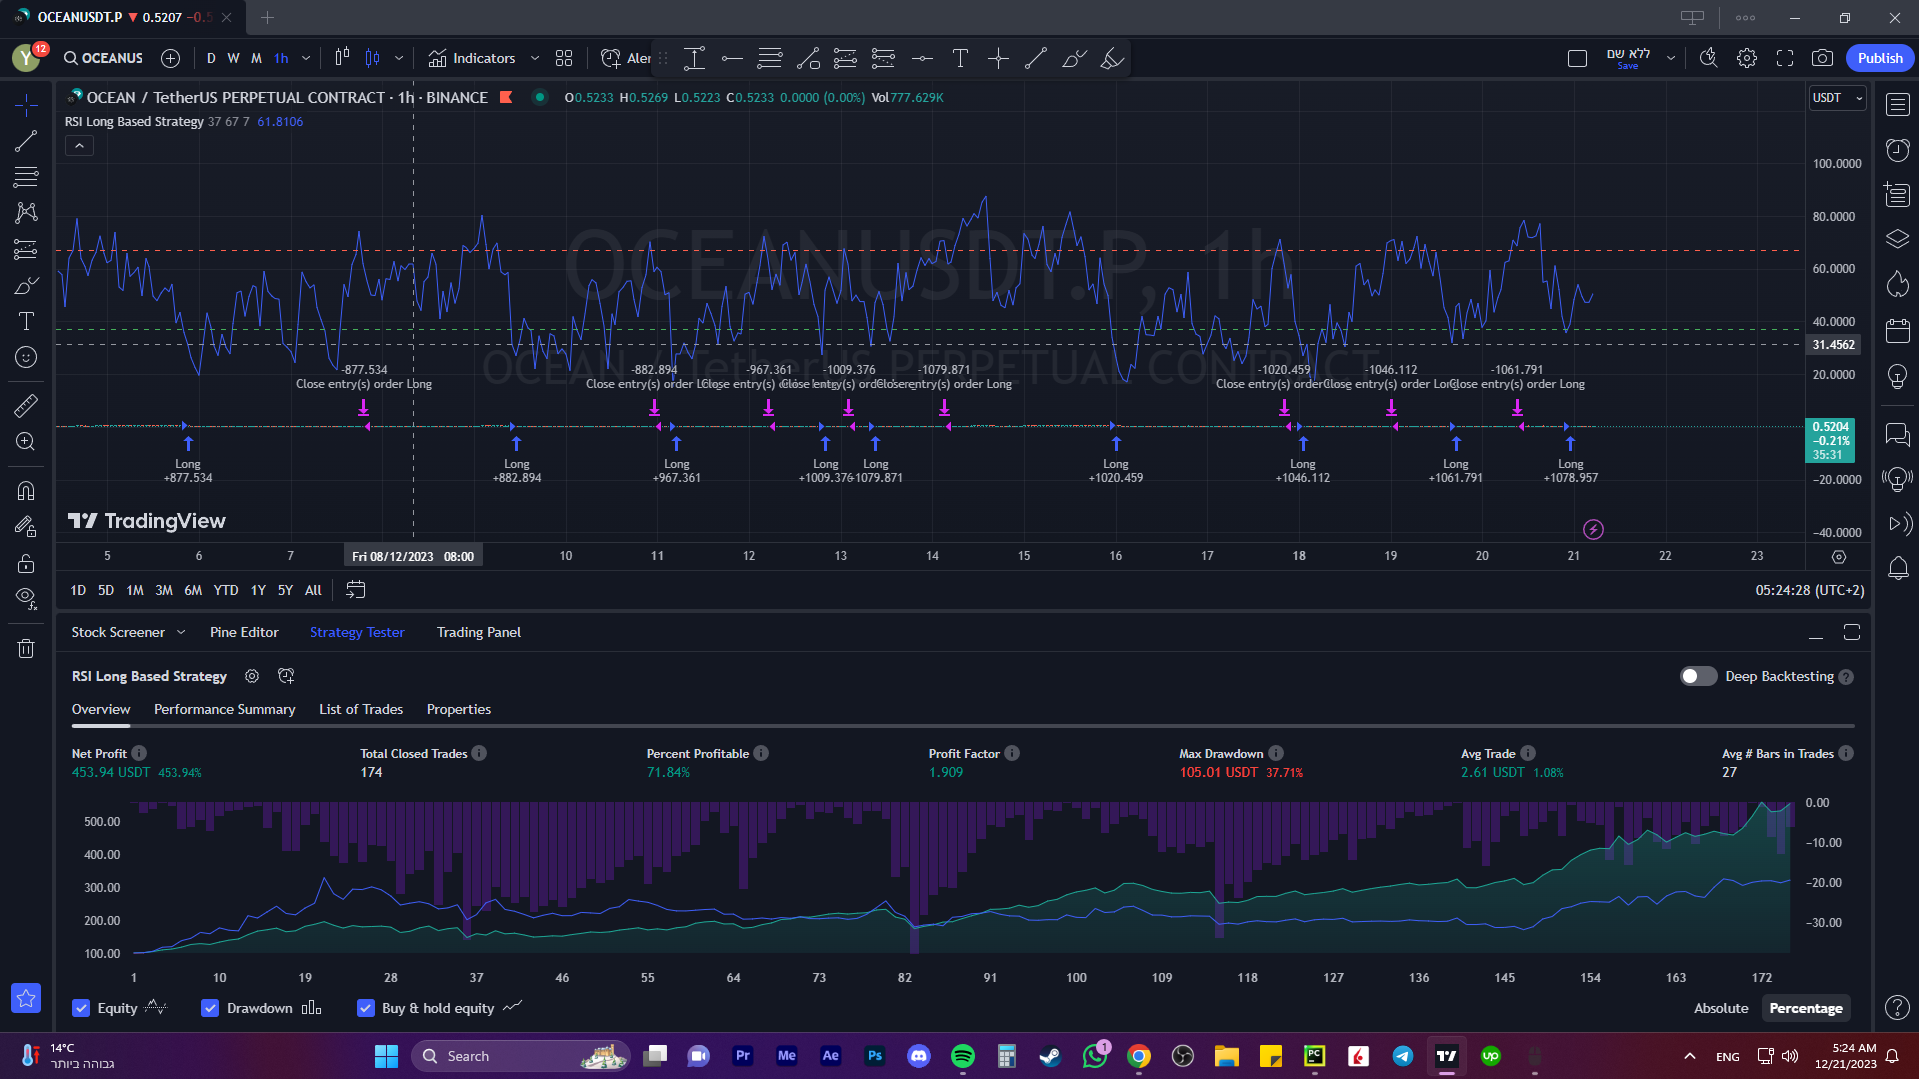 OCEANUSDT.P ▼ 0.5207 −0.5
Y 12 OCEANUS D W M 1h Indicators Aler ללא שם Save Publish
OCEAN / TetherUS PERPETUAL CONTRACT · 1h · BINANCE O0.5233 H0.5269 L0.5223 C0.5233 0.0000 (0.00%) Vol777.629K USDT
RSI Long Based Strategy 37 67 7 61.8106
OCEANUSDT.P, 1h
OCEAN / TetherUS PERPETUAL CONTRACT
100.0000
80.0000
60.0000
40.0000
31.4562
20.0000
0.5204
−0.21%
35:31
−20.0000
−40.0000
-877.534 -882.894 -967.361 -1009.376 -1079.871 -1020.459 -1046.112 -1061.791
Close entry(s) order Long Close entry(s) order Long Close entry(s) order Long Close entry(s) order Long Close entry(s) order Long Close entry(s) order Long Close entry(s) order Long Close entry(s) order Long
Long Long Long Long Long Long Long Long Long
+877.534 +882.894 +967.361 +1009.376 +1079.871 +1020.459 +1046.112 +1061.791 +1078.957
TradingView
5 6 7 Fri 08/12/2023 08:00 10 11 12 13 14 15 16 17 18 19 20 21 22 23
1D 5D 1M 3M 6M YTD 1Y 5Y All 05:24:28 (UTC+2)
Stock Screener Pine Editor Strategy Tester Trading Panel
RSI Long Based Strategy Deep Backtesting
Overview Performance Summary List of Trades Properties
Net Profit Total Closed Trades Percent Profitable Profit Factor Max Drawdown Avg Trade Avg # Bars in Trades
453.94 USDT 453.94% 174 71.84% 1.909 105.01 USDT 37.71% 2.61 USDT 1.08% 27
500.00
400.00
300.00
200.00
100.00
0.00
−10.00
−20.00
−30.00
1 10 19 28 37 46 55 64 73 82 91 100 109 118 127 136 145 154 163 172
Equity Drawdown Buy & hold equity Absolute Percentage
14°C
גבוהה ביותר
Search Pr Me Ae Ps 1 PC up ENG
5:24 AM
12/21/2023